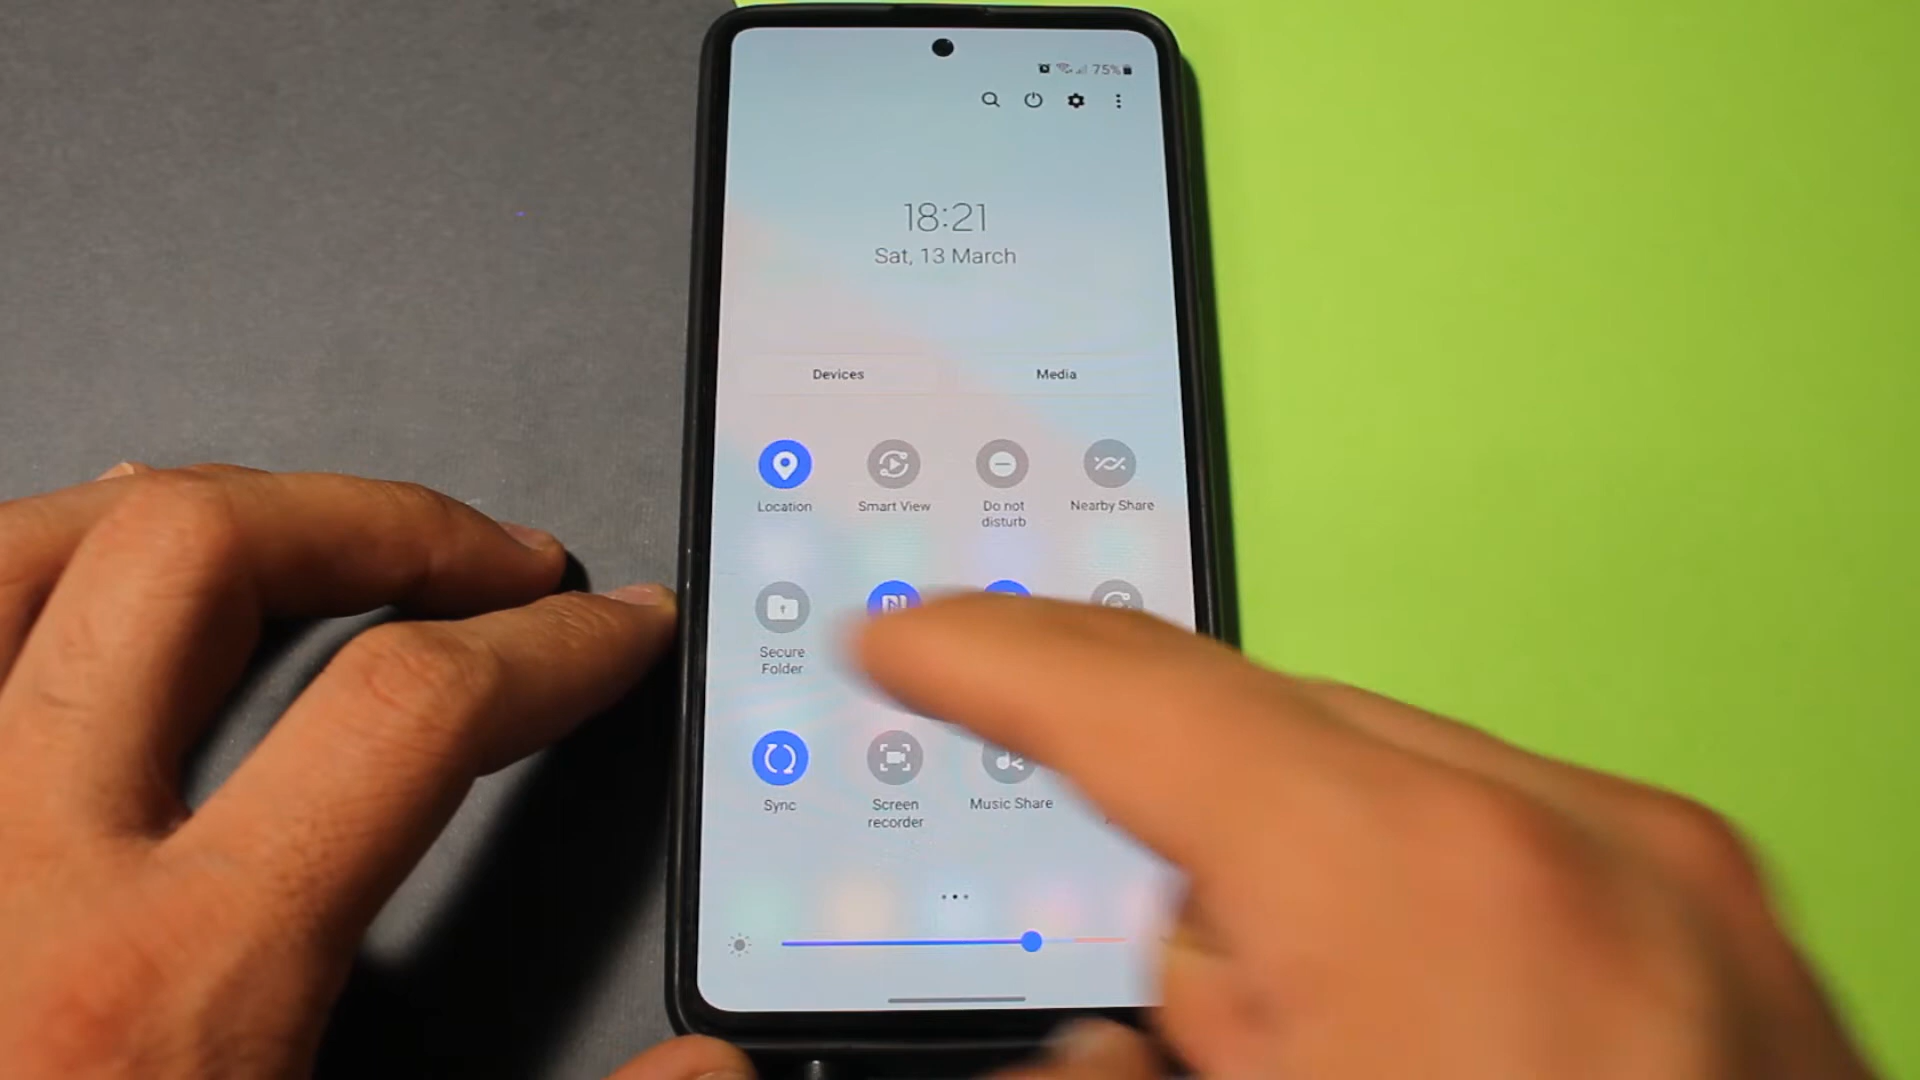 75%
18:21
Sat, 13 March
Devices Media
Location Smart View Do not disturb Nearby Share
Secure Folder
Sync Screen recorder Music Share